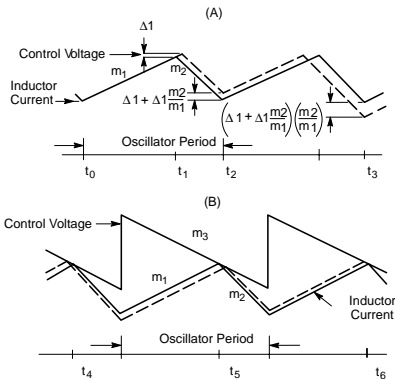 (A)
Δ1
Control Voltage
m1
m2
Inductor
Current
Δ1 + Δ1 m2/m1
(Δ1 + Δ1 m2/m1)(m2/m1)
Oscillator Period
t0
t1
t2
t3
(B)
Control Voltage
m3
m1
m2
Inductor
Current
Oscillator Period
t4
t5
t6